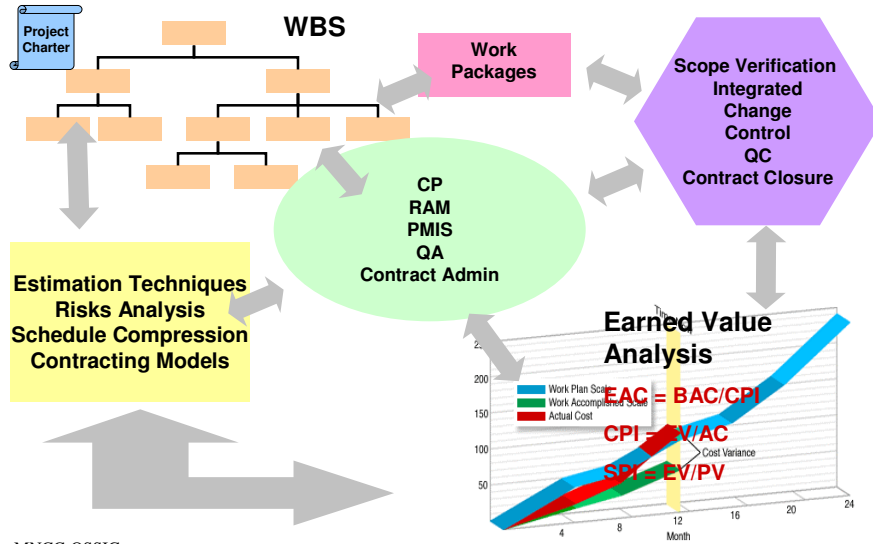 Project
Charter
WBS
Work
Packages
Scope Verification
Integrated
Change
Control
QC
Contract Closure
CP
RAM
PMIS
QA
Contract Admin
Estimation Techniques
Risks Analysis
Schedule Compression
Contracting Models
Earned Value
Analysis
EAC = BAC/CPI
CPI = EV/AC
SPI = EV/PV
Work Plan Scale
Work Accomplished Scale
Actual Cost
Cost Variance
200
150
100
50
4
8
12
16
20
24
Month